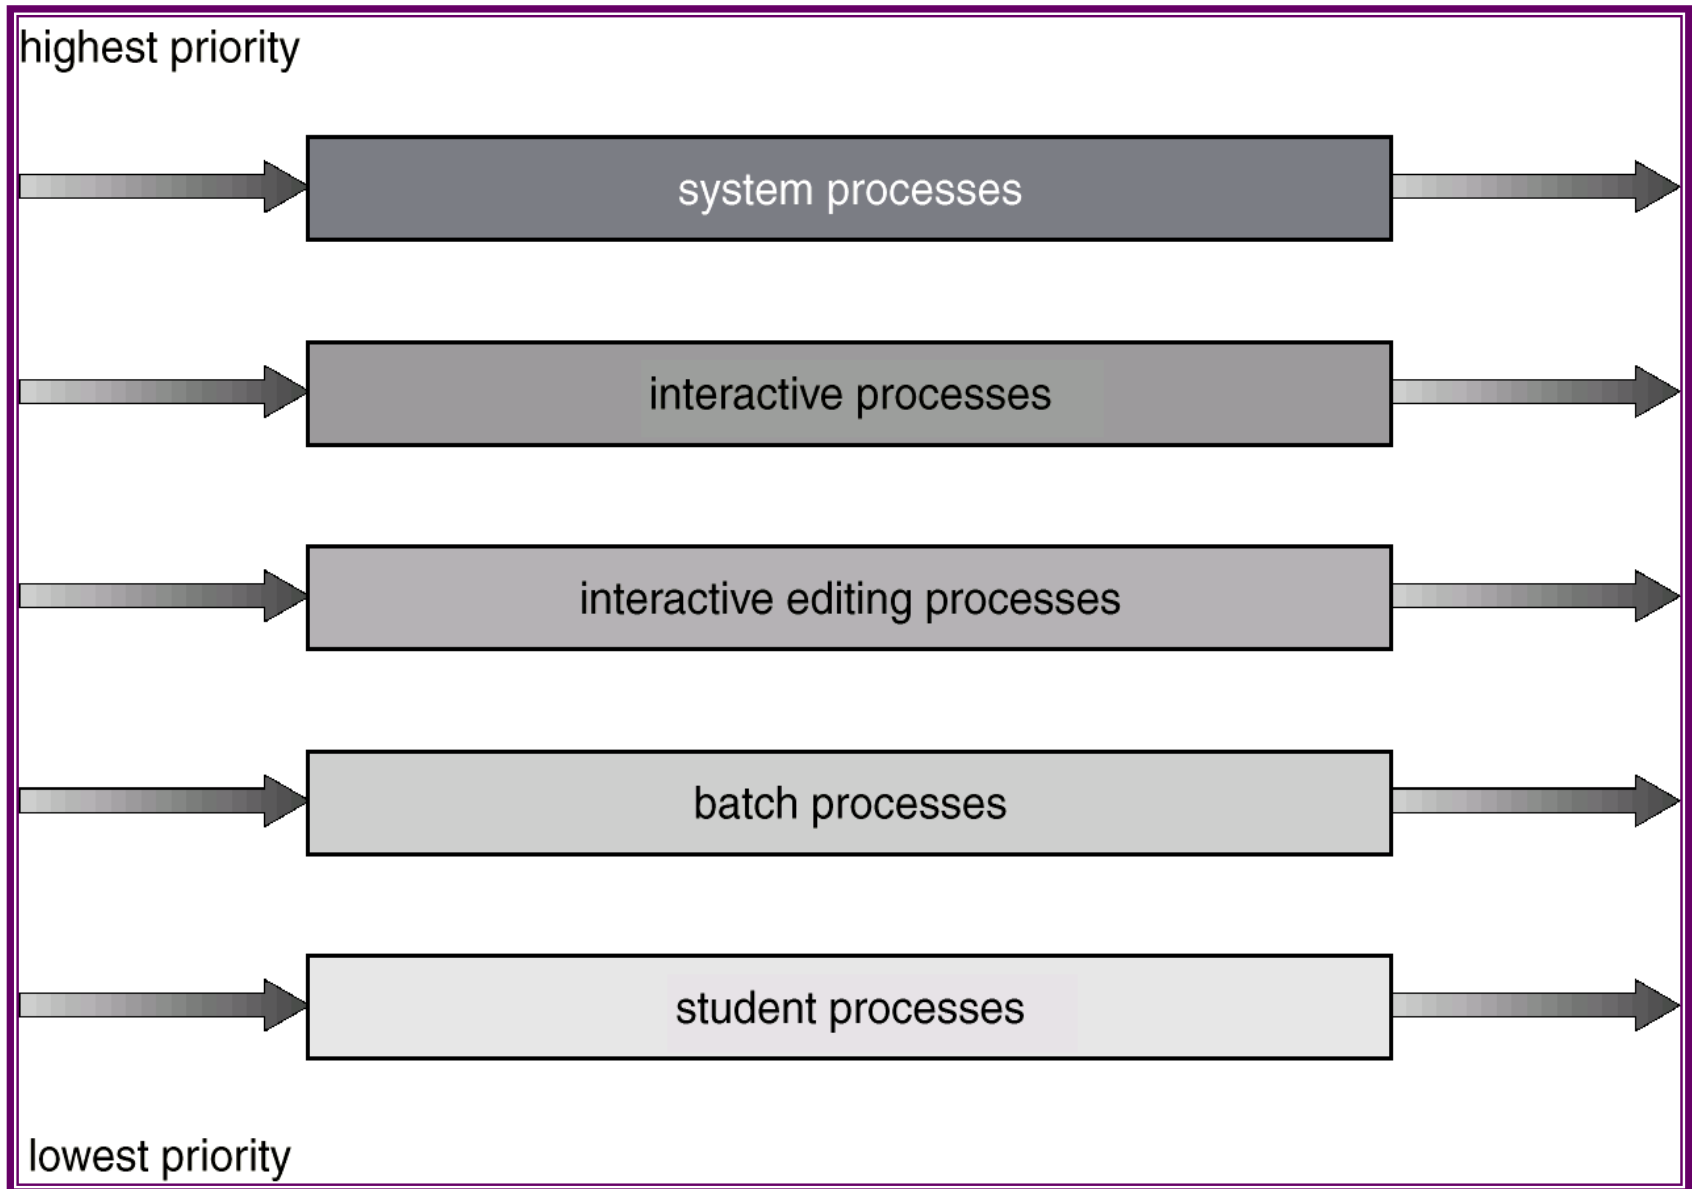 highest priority
system processes
interactive processes
interactive editing processes
batch processes
student processes
lowest priority